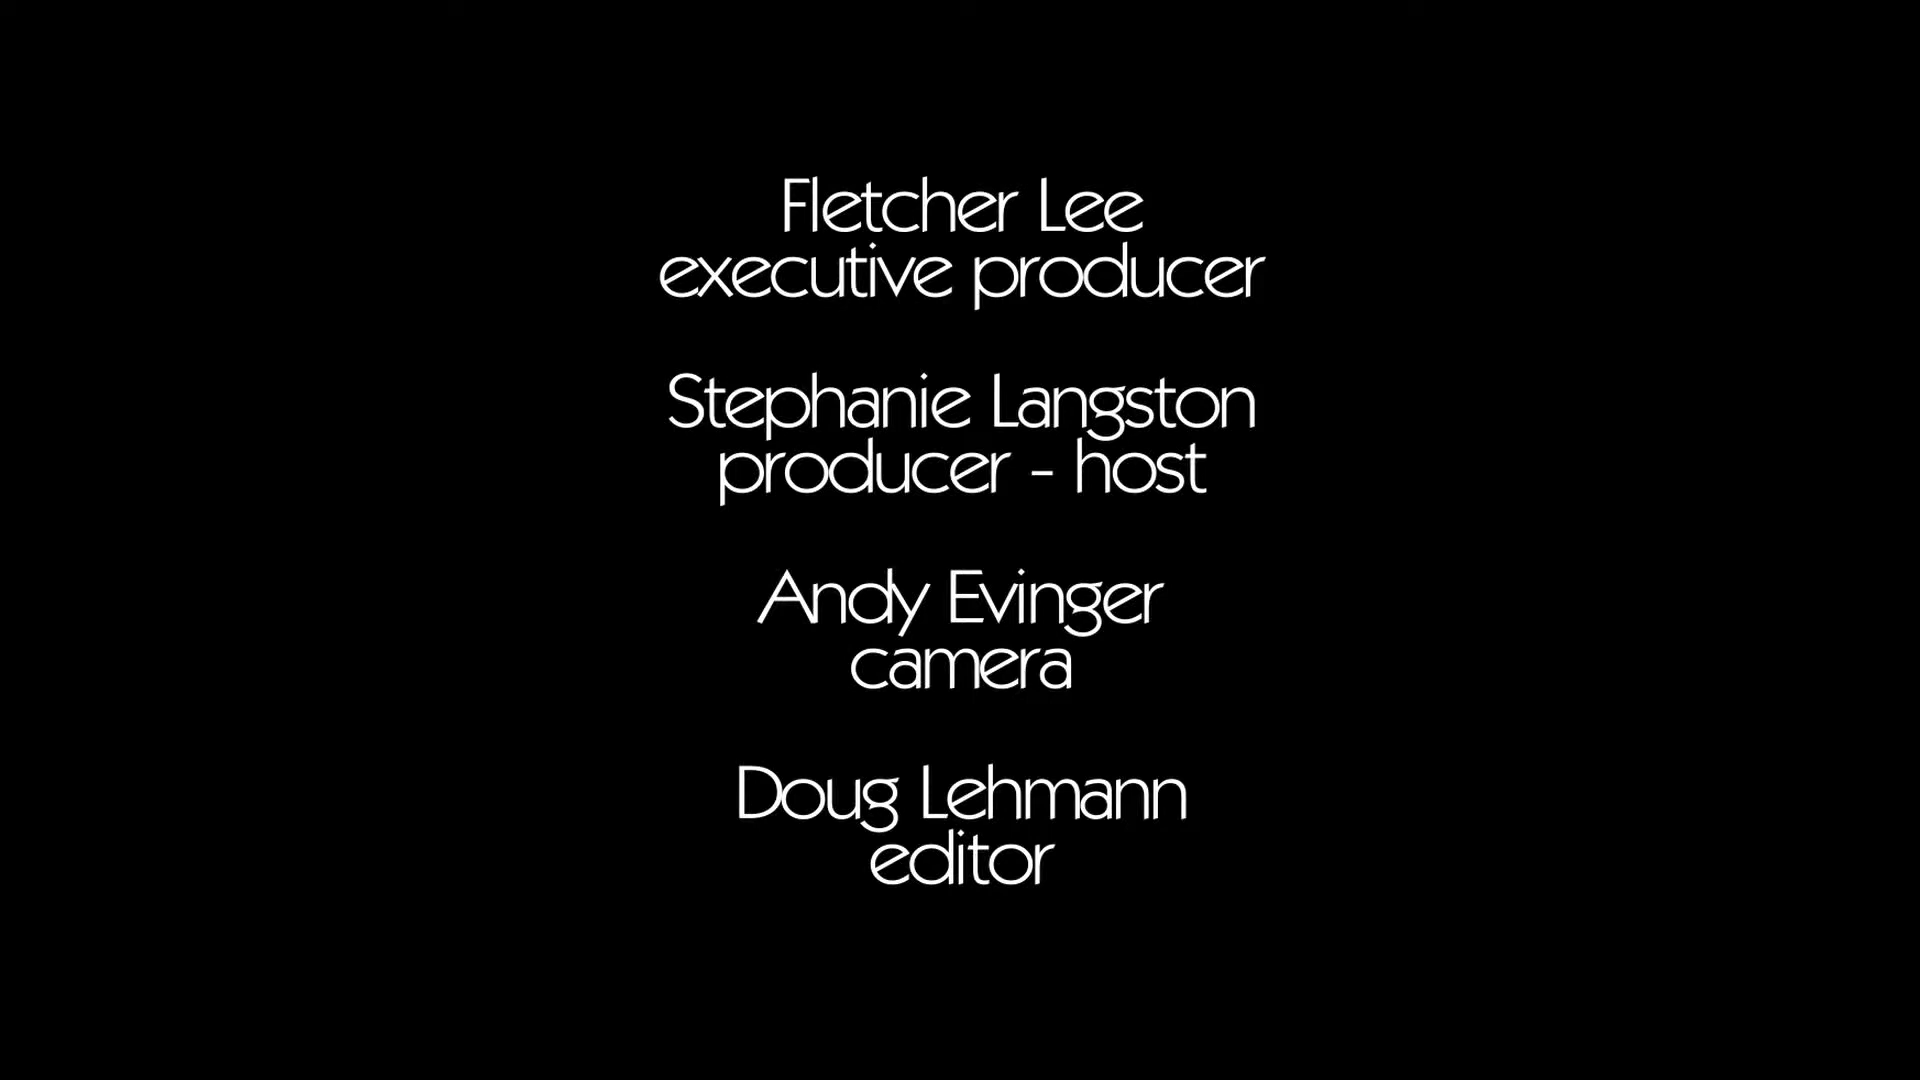 Fletcher Lee
executive producer
Stephanie Langston
producer - host
Andy Evinger
camera
Doug Lehmann
editor